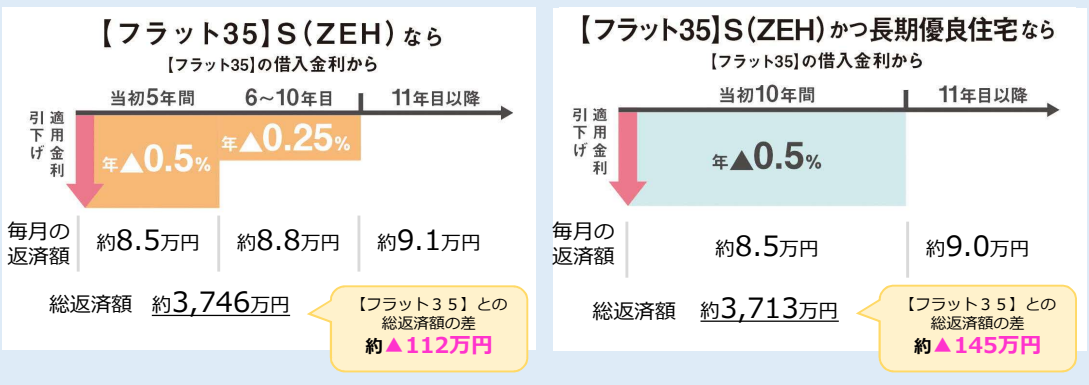 【フラット35】S(ZEH)なら
【フラット35】の借入金利から
当初5年間 6～10年目 11年目以降
適用金利
引下げ
年▲0.5%
年▲0.25%
毎月の
返済額
約8.5万円 約8.8万円 約9.1万円
総返済額 約3,746万円
【フラット３５】との
総返済額の差
約▲112万円
【フラット35】S(ZEH)かつ長期優良住宅なら
【フラット35】の借入金利から
当初10年間 11年目以降
適用金利
引下げ
年▲0.5%
毎月の
返済額
約8.5万円 約9.0万円
総返済額 約3,713万円
【フラット３５】との
総返済額の差
約▲145万円